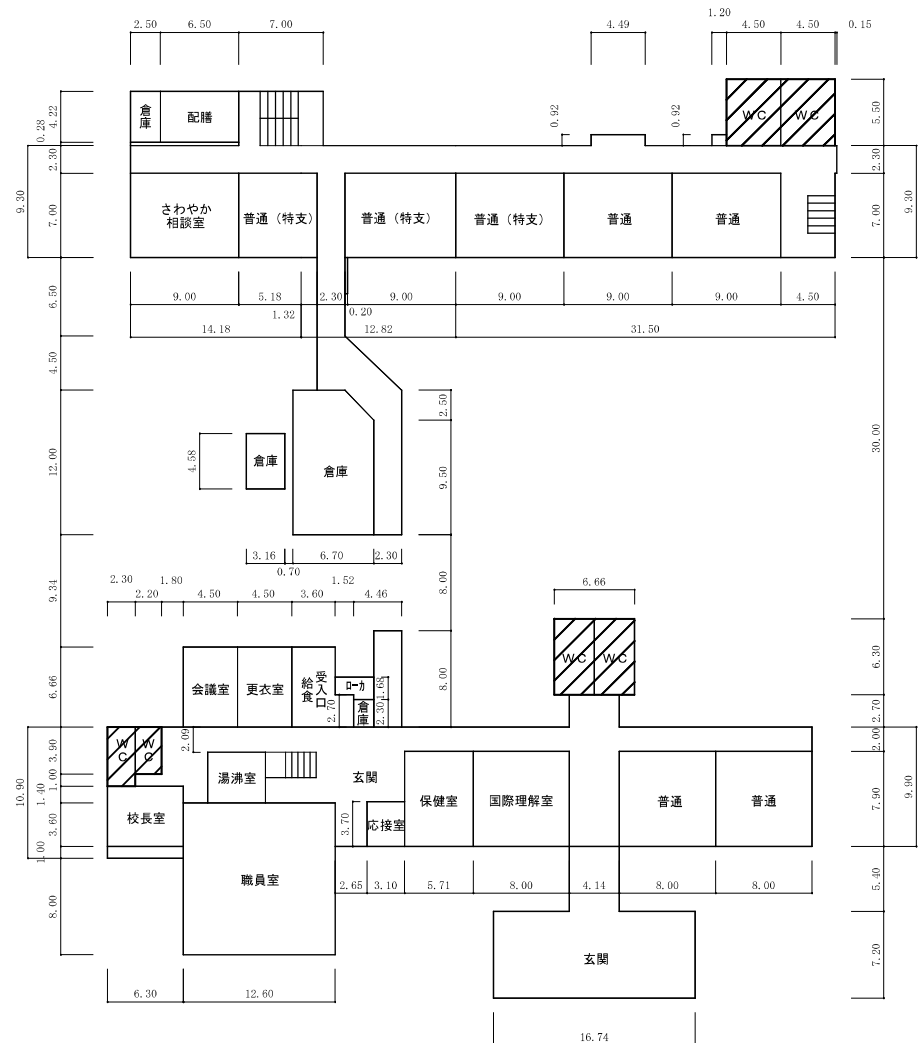 2.50 6.50 7.00 4.49 1.20 4.50 4.50 0.15
倉庫 配膳 WC WC
0.28 4.22 0.92 0.92 5.50
9.30 2.30 2.30 9.30
7.00 さわやか
相談室 普通(特支) 普通(特支) 普通(特支) 普通 普通 7.00
6.50 9.00 5.18 2.30 9.00 9.00 9.00 9.00 4.50
1.32 0.20
14.18 12.82 31.50
4.50
2.50
12.00 4.58 倉庫 倉庫 9.50 30.00
3.16 6.70 2.30
0.70
9.34 2.30 2.20 1.80 4.50 4.50 3.60 1.52 4.46 8.00 6.66
WC WC 6.30
6.66 会議室 更衣室 給食
受入口 ローカ 1.68 8.00
2.70 倉庫 2.30 2.70
10.90 3.90 WC WC 2.09 2.00 9.90
1.00 湯沸室 玄関 保健室 国際理解室 普通 普通 7.90
1.40
3.60 校長室 3.70 応接室
1.00
8.00 職員室 2.65 3.10 5.71 8.00 4.14 8.00 8.00 5.40
玄関 7.20
6.30 12.60
16.74